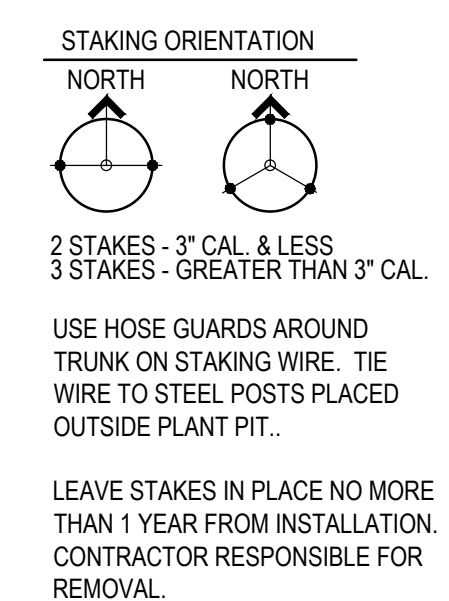 STAKING ORIENTATION
NORTH NORTH
2 STAKES - 3" CAL. & LESS
3 STAKES - GREATER THAN 3" CAL.
USE HOSE GUARDS AROUND
TRUNK ON STAKING WIRE. TIE
WIRE TO STEEL POSTS PLACED
OUTSIDE PLANT PIT..
LEAVE STAKES IN PLACE NO MORE
THAN 1 YEAR FROM INSTALLATION.
CONTRACTOR RESPONSIBLE FOR
REMOVAL.